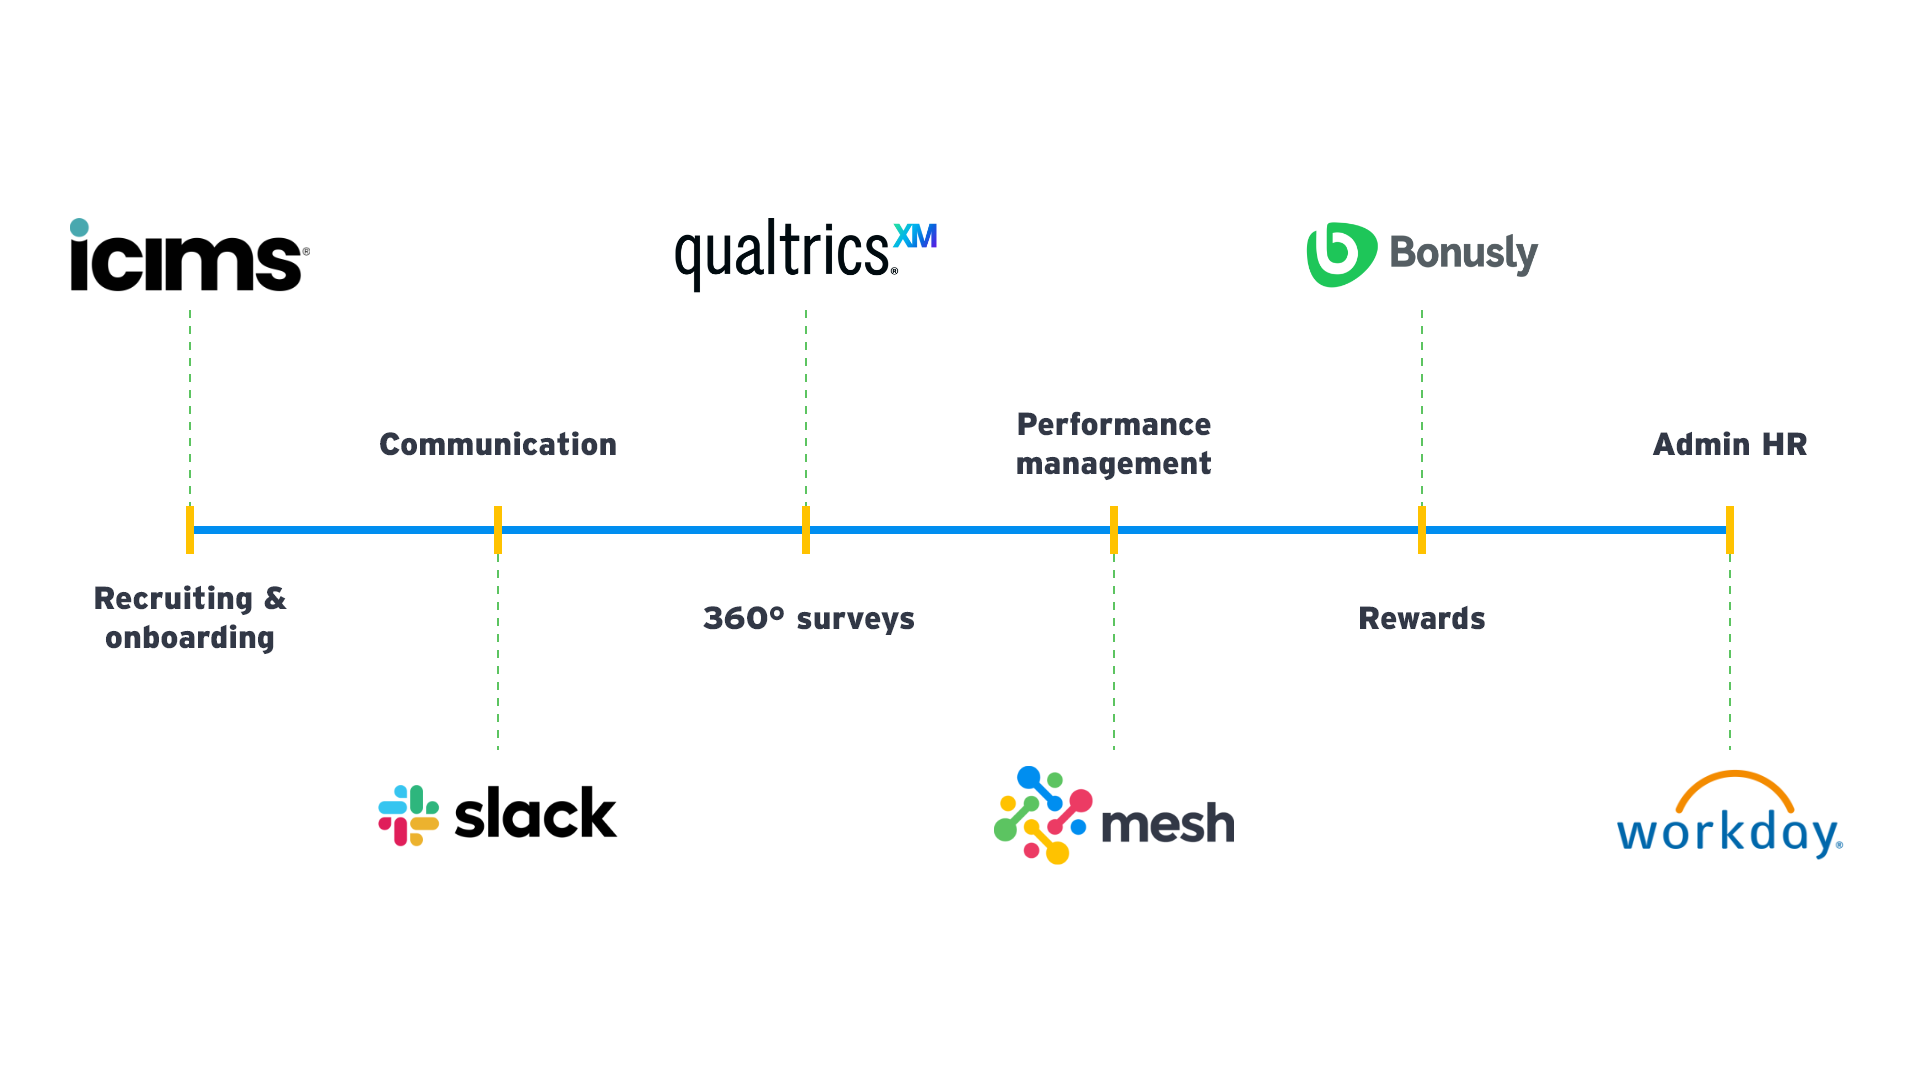 icims®
qualtrics®XM
Bonusly
Communication
Performance
management
Admin HR
Recruiting &
onboarding
360° surveys
Rewards
slack
mesh
workday®